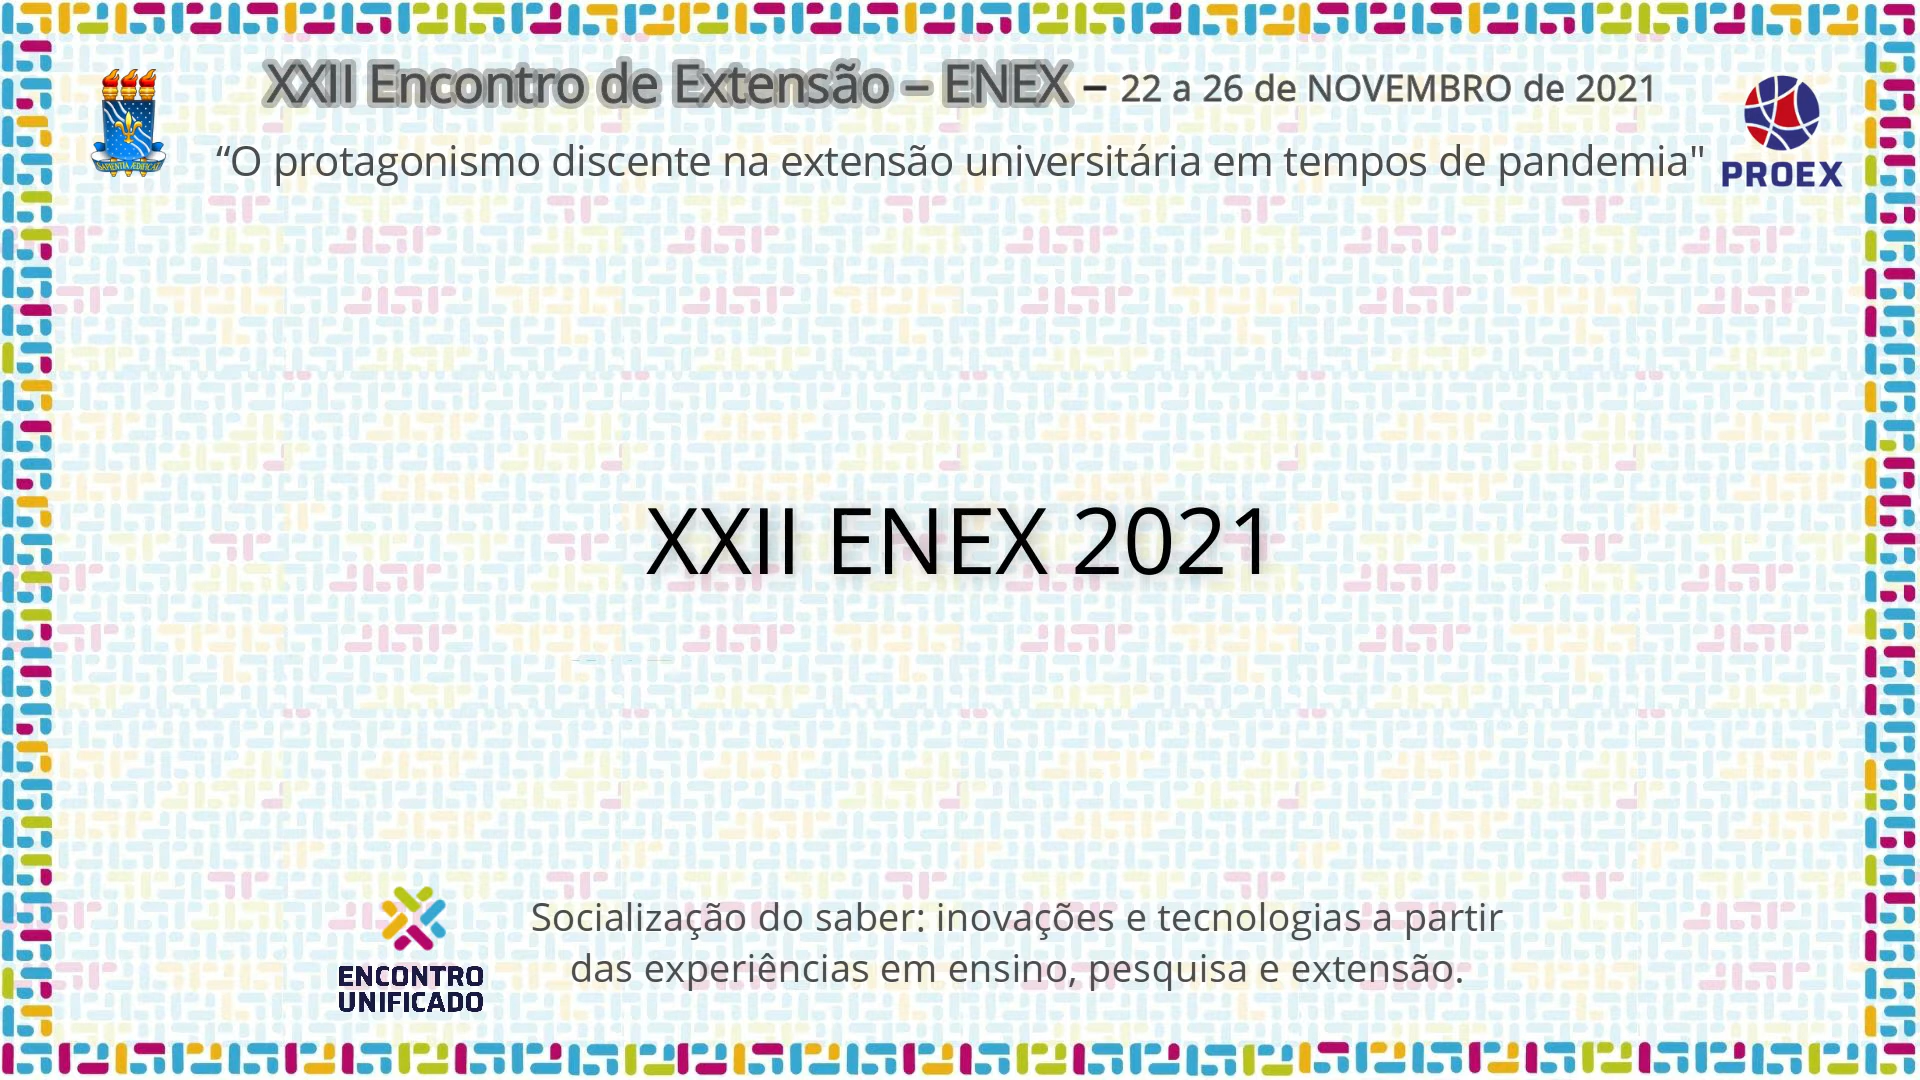 XXII Encontro de Extensão – ENEX – 22 a 26 de NOVEMBRO de 2021
“O protagonismo discente na extensão universitária em tempos de pandemia"
PROEX
XXII ENEX 2021
Socialização do saber: inovações e tecnologias a partir
das experiências em ensino, pesquisa e extensão.
ENCONTRO
UNIFICADO